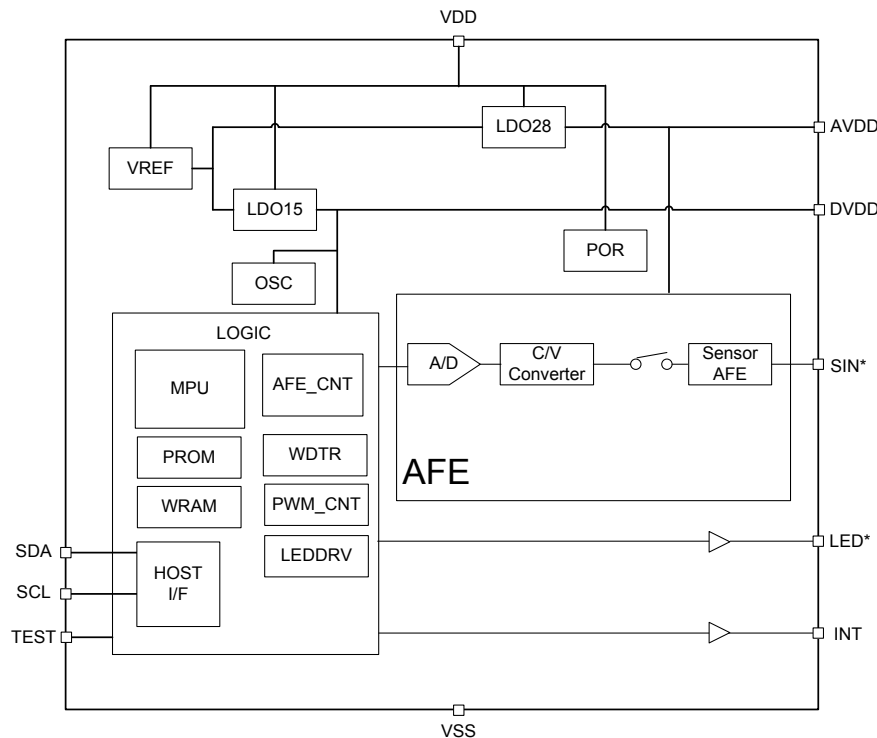 VDD
LDO28
AVDD
VREF
LDO15
DVDD
POR
OSC
LOGIC
MPU
AFE_CNT
A/D
C/V
Converter
Sensor
AFE
SIN*
PROM
WDTR
AFE
WRAM
PWM_CNT
SDA
HOST
I/F
LEDDRV
LED*
SCL
TEST
INT
VSS